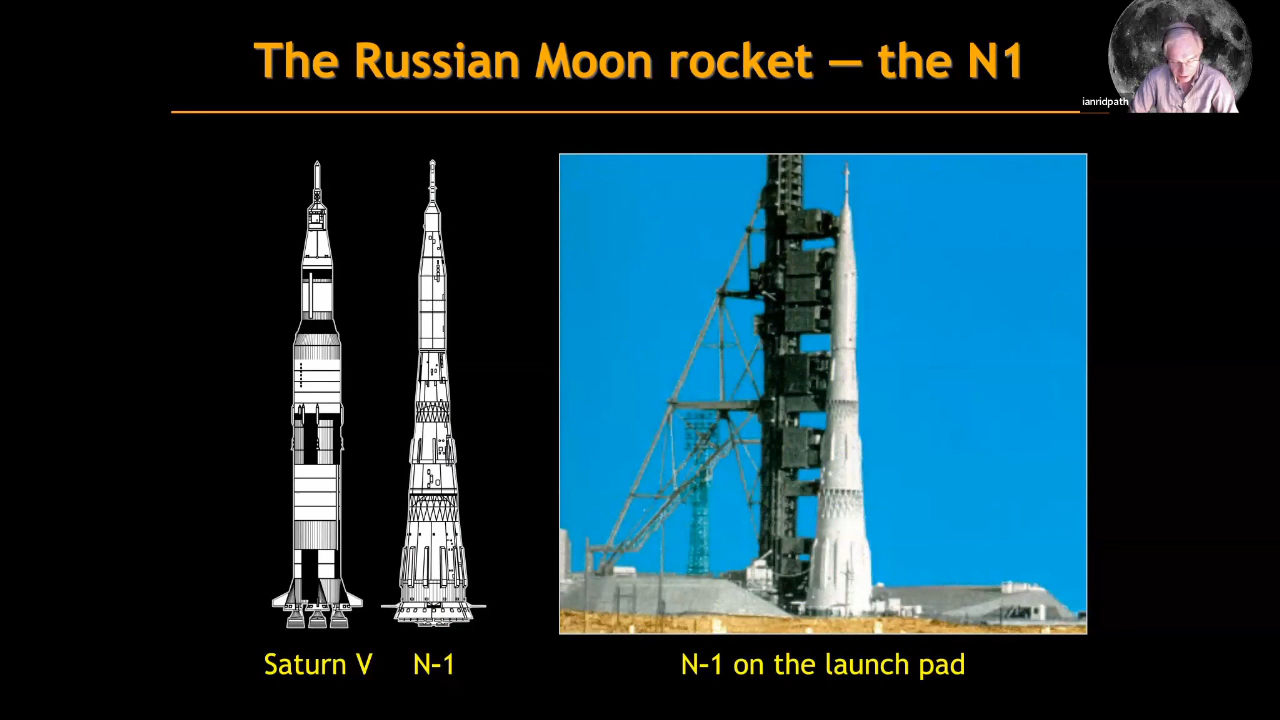 The Russian Moon rocket — the N1
ianridpath
Saturn V
N-1
N-1 on the launch pad